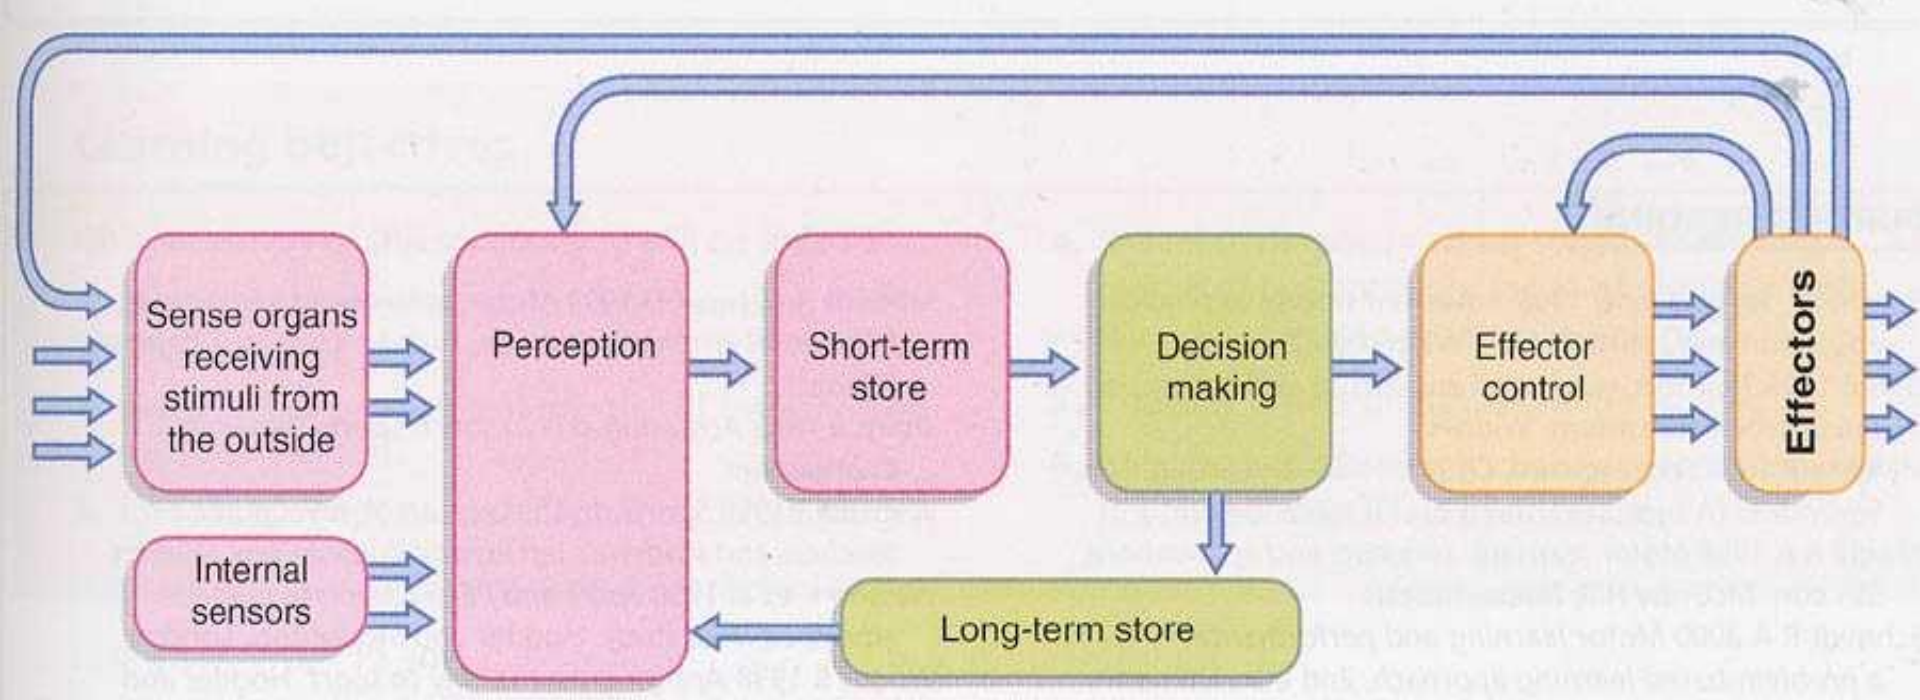 Sense organs
receiving
stimuli from
the outside
Internal
sensors
Perception
Short-term
store
Decision
making
Long-term store
Effector
control
Effectors